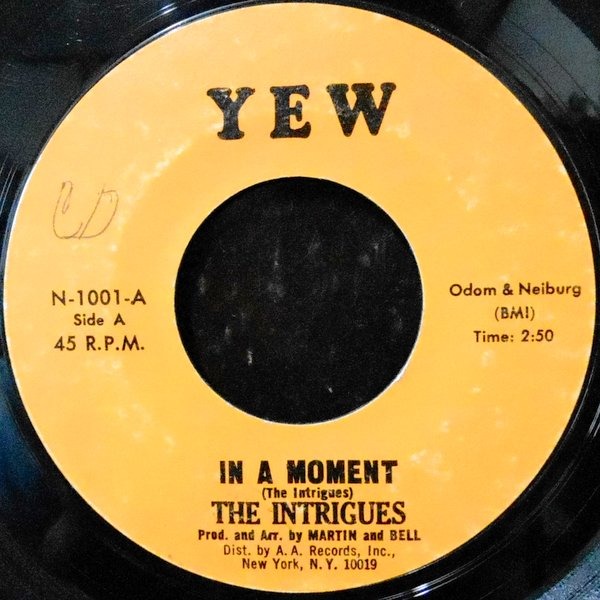 YEW
CD
N-1001-A
Side A
45 R.P.M.
Odom & Neiburg
(BMI)
Time: 2:50
IN A MOMENT
(The Intrigues)
THE INTRIGUES
Prod. and Arr. by MARTIN and BELL
Dist. by A.A. Records, Inc.,
New York, N.Y. 10019